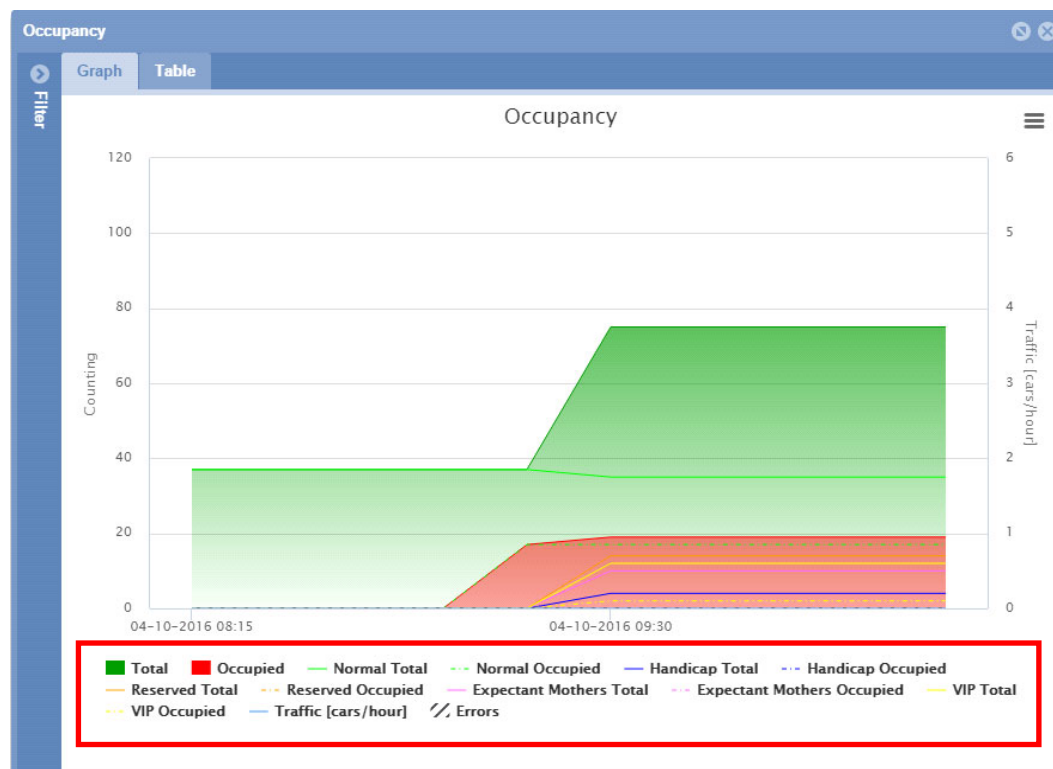 Occupancy
Filter
Graph Table
Occupancy
120 6
100 5
80 4
60 3
40 2
20 1
0 0
Counting
Traffic [cars/hour]
04-10-2016 08:15 04-10-2016 09:30
Total Occupied Normal Total Normal Occupied Handicap Total Handicap Occupied
Reserved Total Reserved Occupied Expectant Mothers Total Expectant Mothers Occupied VIP Total
VIP Occupied Traffic [cars/hour] Errors